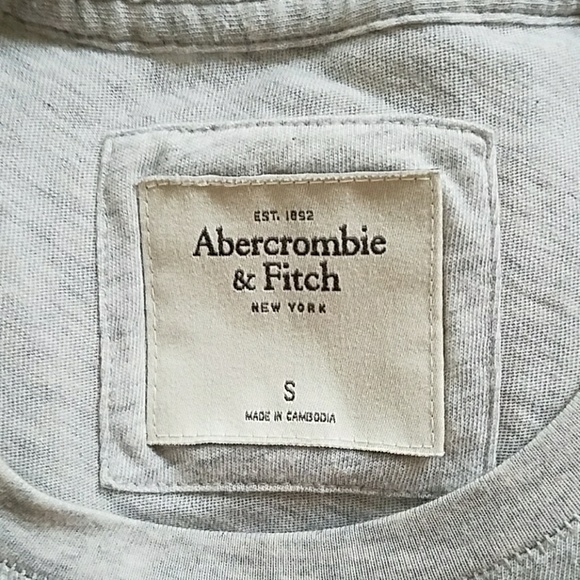 EST. 1892
Abercrombie
& Fitch
NEW YORK
S
MADE IN CAMBODIA